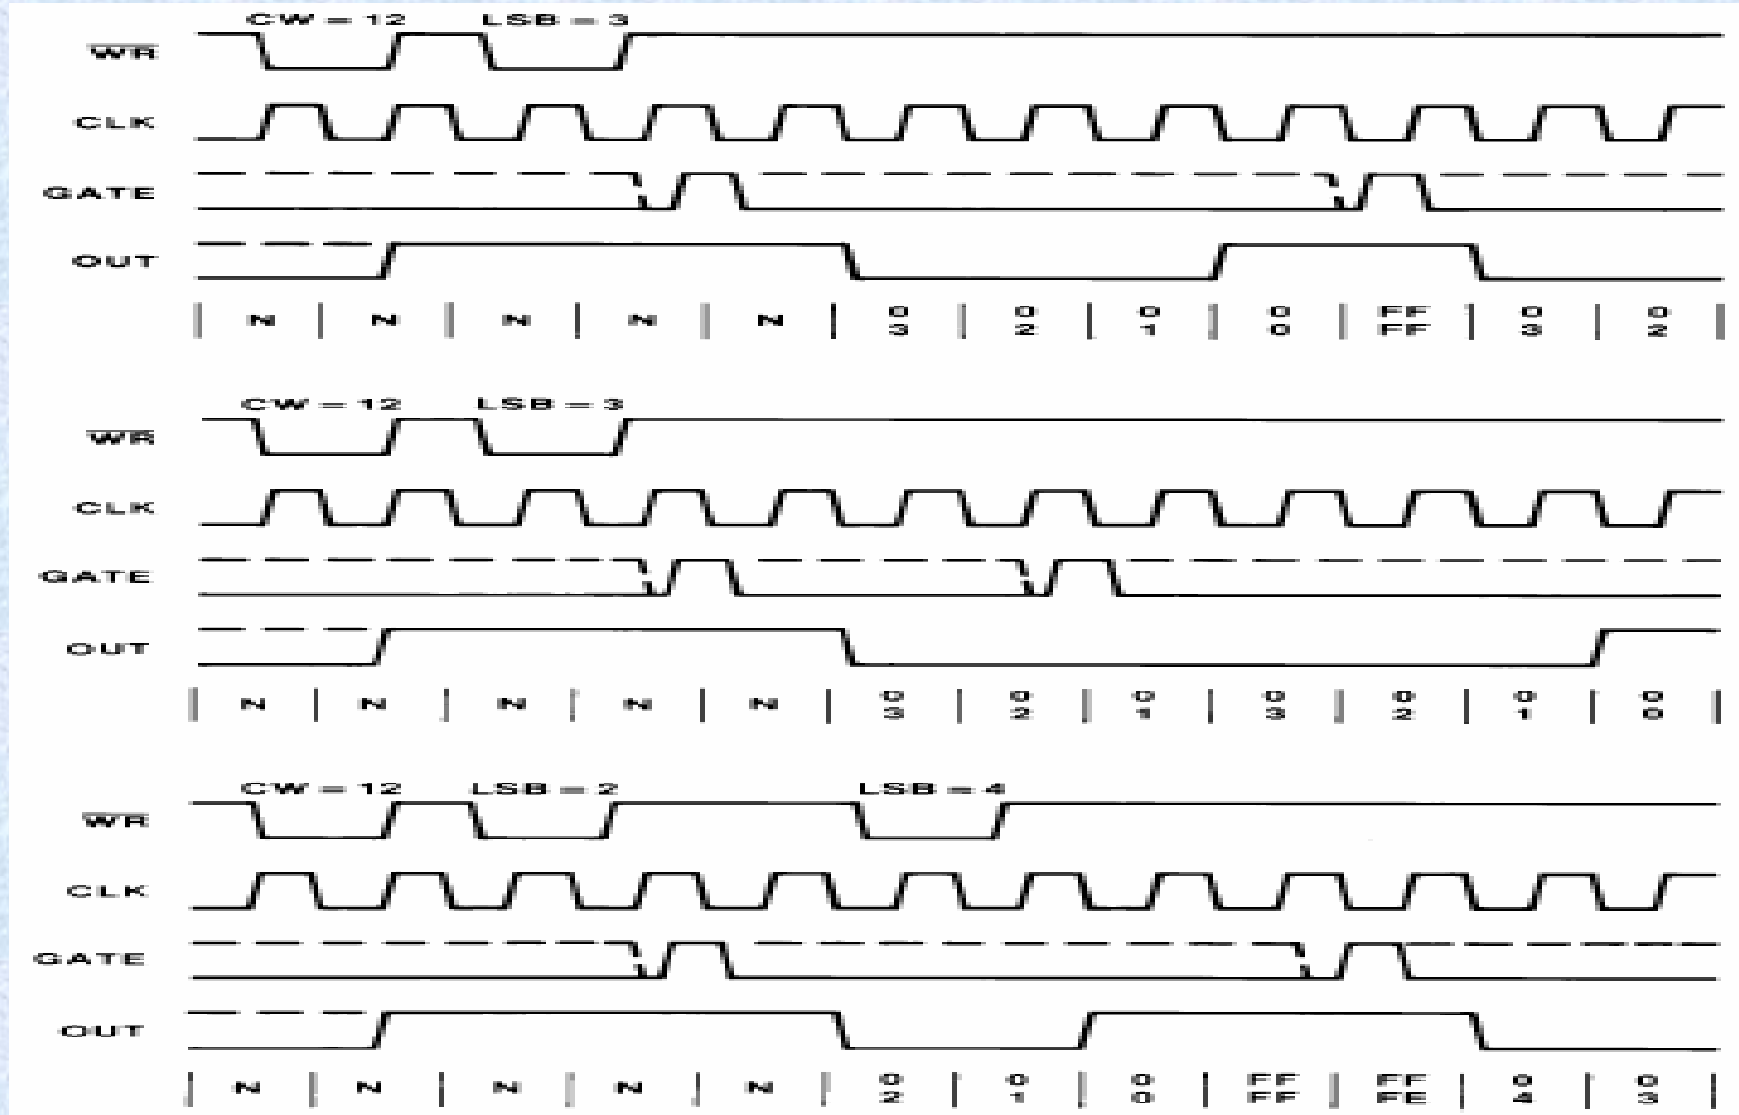 CW = 12 LSB = 3
WR
CLK
GATE
OUT
N N N N N 0 0 0 0 FF 0 0
3 2 1 0 FF 3 2
CW = 12 LSB = 3
WR
CLK
GATE
OUT
N N N N N 0 0 0 0 0 0 0
3 2 1 3 2 1 0
CW = 12 LSB = 2 LSB = 4
WR
CLK
GATE
OUT
N N N N N 0 0 0 FF FF 0 0
2 1 0 FF FE 4 3